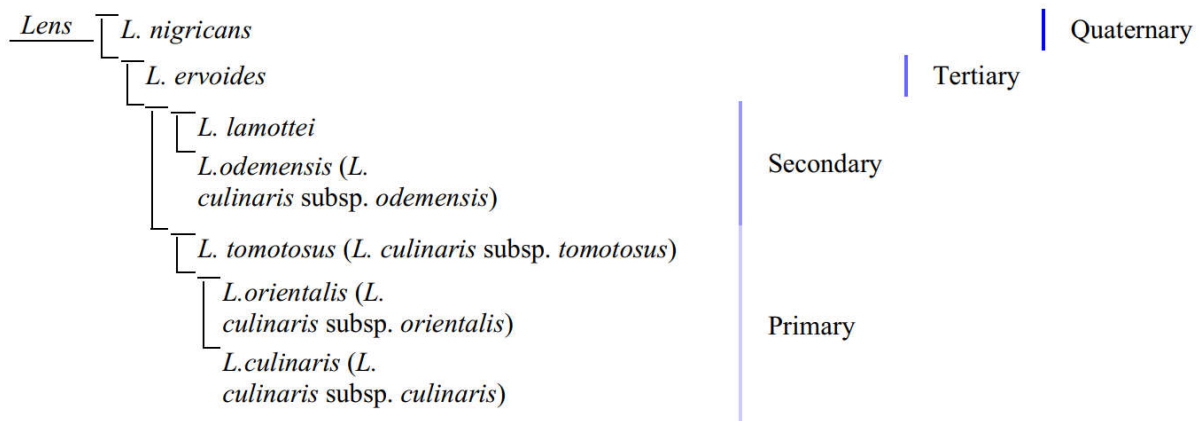 Lens
L. nigricans
Quaternary
L. ervoides
Tertiary
L. lamottei
L.odemensis (L.
culinaris subsp. odemensis)
Secondary
L. tomotosus (L. culinaris subsp. tomotosus)
L.orientalis (L.
culinaris subsp. orientalis)
Primary
L.culinaris (L.
culinaris subsp. culinaris)